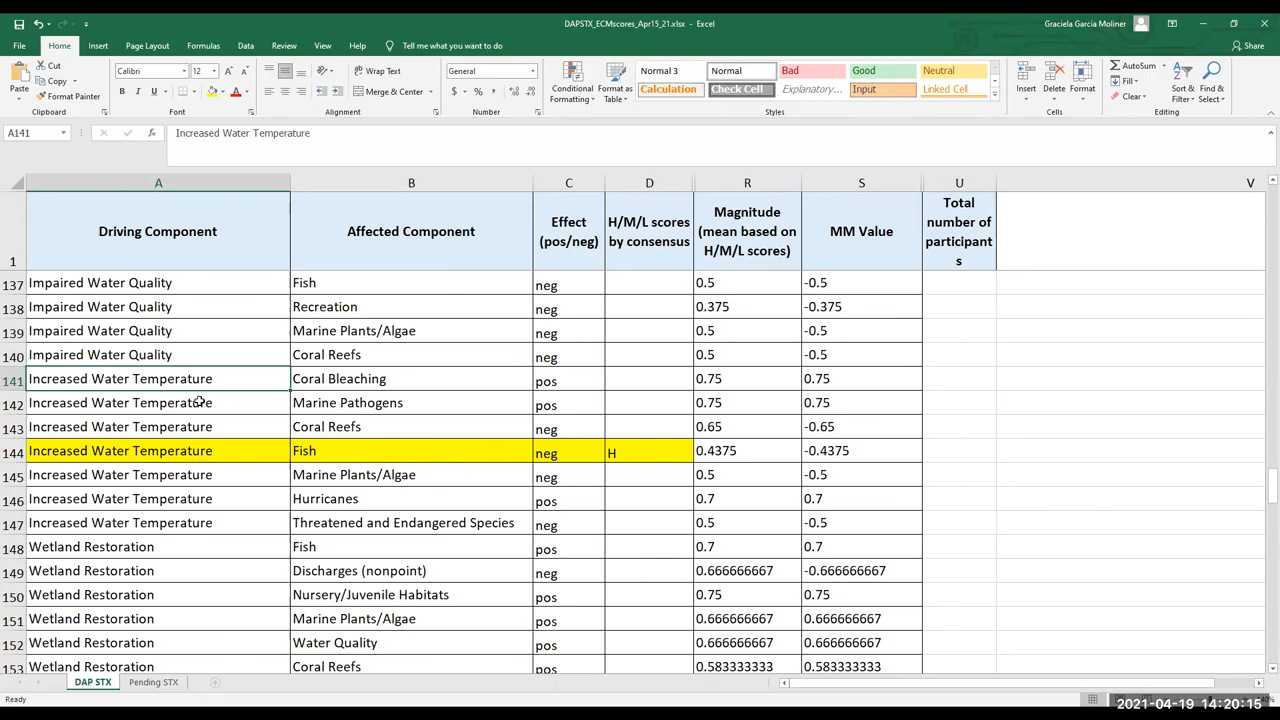 DAPSTX_ECMscores_Apr15_21.xlsx - Excel
Graciela Garcia Moliner
File Home Insert Page Layout Formulas Data Review View Help Tell me what you want to do Share
Paste Cut Copy Format Painter Clipboard
Calibri 12 B I U A Font
Wrap Text Merge & Center Alignment
General $ % , Number
Conditional Formatting Format as Table
Normal 3 Normal Bad Good Neutral
Calculation Check Cell Explanatory... Input Linked Cell
Styles
Insert Delete Format Cells
AutoSum Fill Clear Sort & Filter Find & Select Editing
A141 fx Increased Water Temperature
A B C D R S U V
1 Driving Component Affected Component Effect (pos/neg) H/M/L scores by consensus Magnitude (mean based on H/M/L scores) MM Value Total number of participants
137 Impaired Water Quality Fish neg 0.5 -0.5
138 Impaired Water Quality Recreation neg 0.375 -0.375
139 Impaired Water Quality Marine Plants/Algae neg 0.5 -0.5
140 Impaired Water Quality Coral Reefs neg 0.5 -0.5
141 Increased Water Temperature Coral Bleaching pos 0.75 0.75
142 Increased Water Temperature Marine Pathogens pos 0.75 0.75
143 Increased Water Temperature Coral Reefs neg 0.65 -0.65
144 Increased Water Temperature Fish neg H 0.4375 -0.4375
145 Increased Water Temperature Marine Plants/Algae neg 0.5 -0.5
146 Increased Water Temperature Hurricanes pos 0.7 0.7
147 Increased Water Temperature Threatened and Endangered Species neg 0.5 -0.5
148 Wetland Restoration Fish pos 0.7 0.7
149 Wetland Restoration Discharges (nonpoint) neg 0.666666667 -0.666666667
150 Wetland Restoration Nursery/Juvenile Habitats pos 0.75 0.75
151 Wetland Restoration Marine Plants/Algae pos 0.666666667 0.666666667
152 Wetland Restoration Water Quality pos 0.666666667 0.666666667
153 Wetland Restoration Coral Reefs pos 0.583333333 0.583333333
DAP STX Pending STX
Ready
2021-04-19 14:20:15